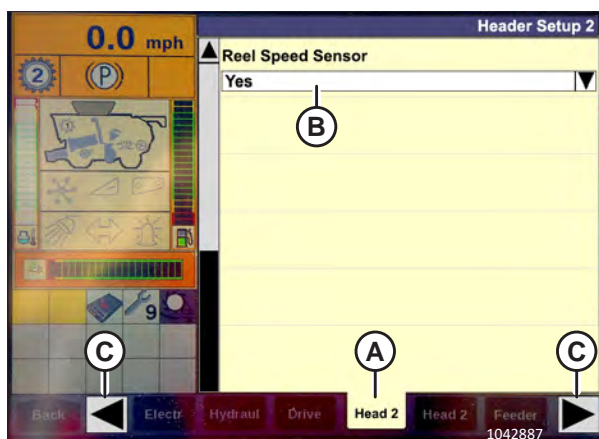 Header Setup 2
0.0 mph
Reel Speed Sensor
2
(P)
Yes
B
9
C
A
C
Back
Electr
Hydraul
Drive
Head 2
Head 2
Feeder
1042887